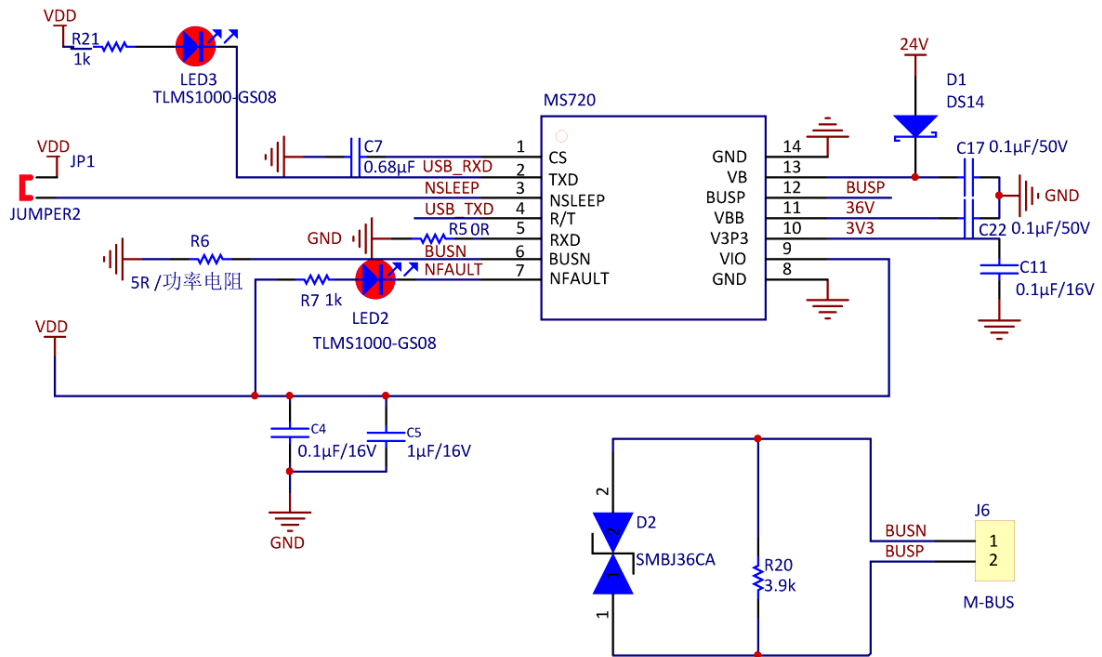 VDD
R21
1k
LED3
TLMS1000-GS08
VDD
JP1
JUMPER2
C7
0.68μF
USB_RXD
NSLEEP
USB_TXD
GND
R5 0R
R6
5R /功率电阻
BUSN
NFAULT
R7 1k
LED2
TLMS1000-GS08
MS720
1 CS
2 TXD
3 NSLEEP
4 R/T
5 RXD
6 BUSN
7 NFAULT
GND 14
VB 13
BUSP 12
VBB 11
V3P3 10
VIO 9
GND 8
24V
D1
DS14
C17 0.1μF/50V
BUSP
36V
3V3
GND
C22 0.1μF/50V
C11
0.1μF/16V
VDD
C4
0.1μF/16V
C5
1μF/16V
GND
2
D2
2
SMBJ36CA
1
1
R20
3.9k
J6
BUSN
1
BUSP
2
M-BUS